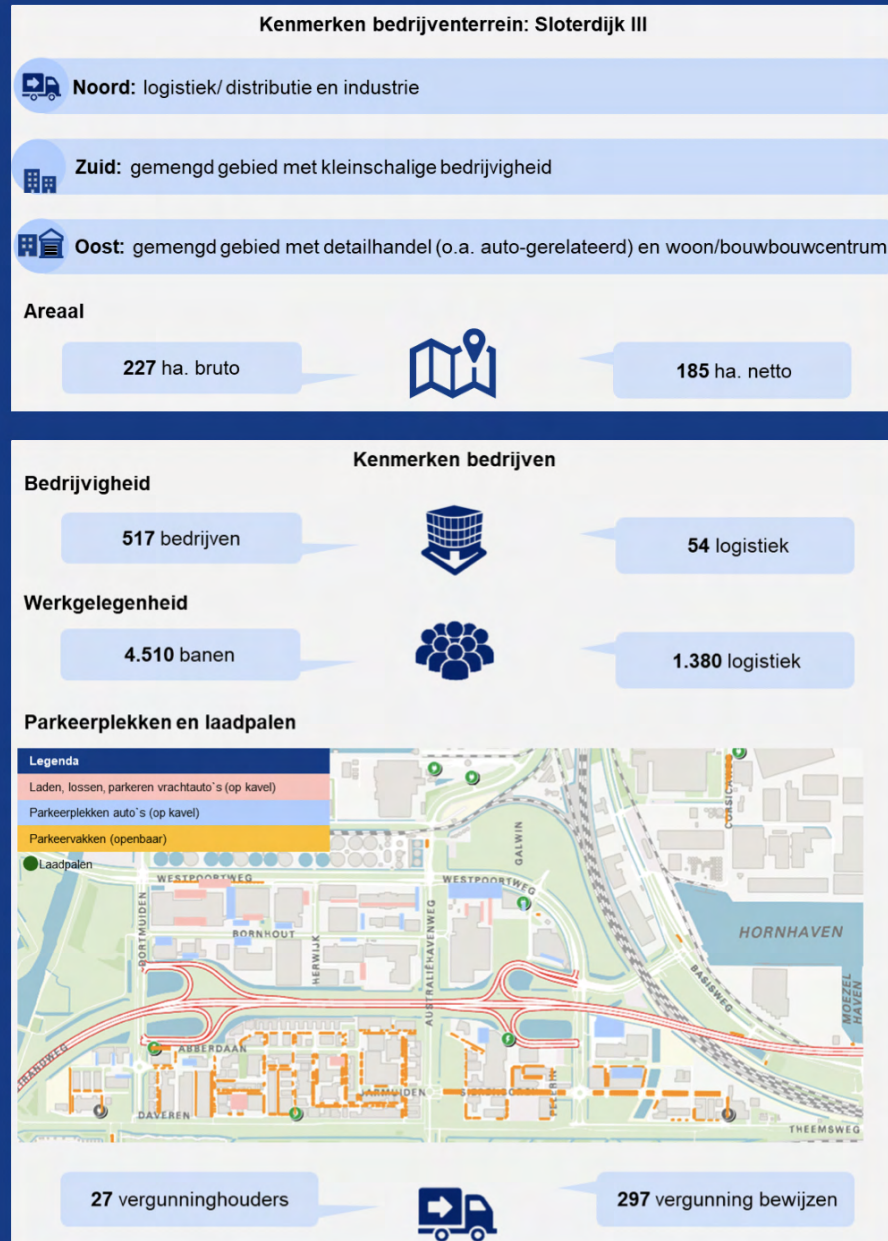 Kenmerken bedrijventerrein: Sloterdijk III
Noord: logistiek/ distributie en industrie
Zuid: gemengd gebied met kleinschalige bedrijvigheid
Oost: gemengd gebied met detailhandel (o.a. auto-gerelateerd) en woon/bouwbouwcentrum
Areaal
227 ha. bruto
185 ha. netto
Kenmerken bedrijven
Bedrijvigheid
517 bedrijven
54 logistiek
Werkgelegenheid
4.510 banen
1.380 logistiek
Parkeerplekken en laadpalen
Legenda
Laden, lossen, parkeren vrachtauto`s (op kavel)
Parkeerplekken auto`s (op kavel)
Parkeervakken (openbaar)
Laadpalen
CORSICAWEG
GALWIN
WESTPOORTWEG
WESTPOORTWEG
DORTMUIDEN
BORNHOUT
HERWIJK
AUSTRALIËHAVENWEG
HORNHAVEN
BASISWEG
MOEZEL
HAVEN
ABBERDAAN
JARMUIDEN
DAVEREN
THEEMSWEG
27 vergunninghouders
297 vergunning bewijzen